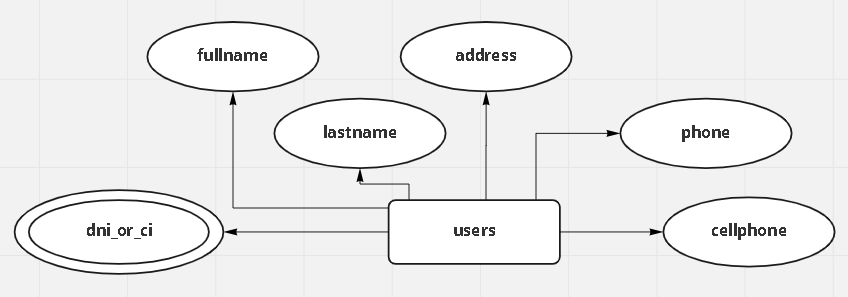 fullname
address
lastname
phone
dni_or_ci
users
cellphone